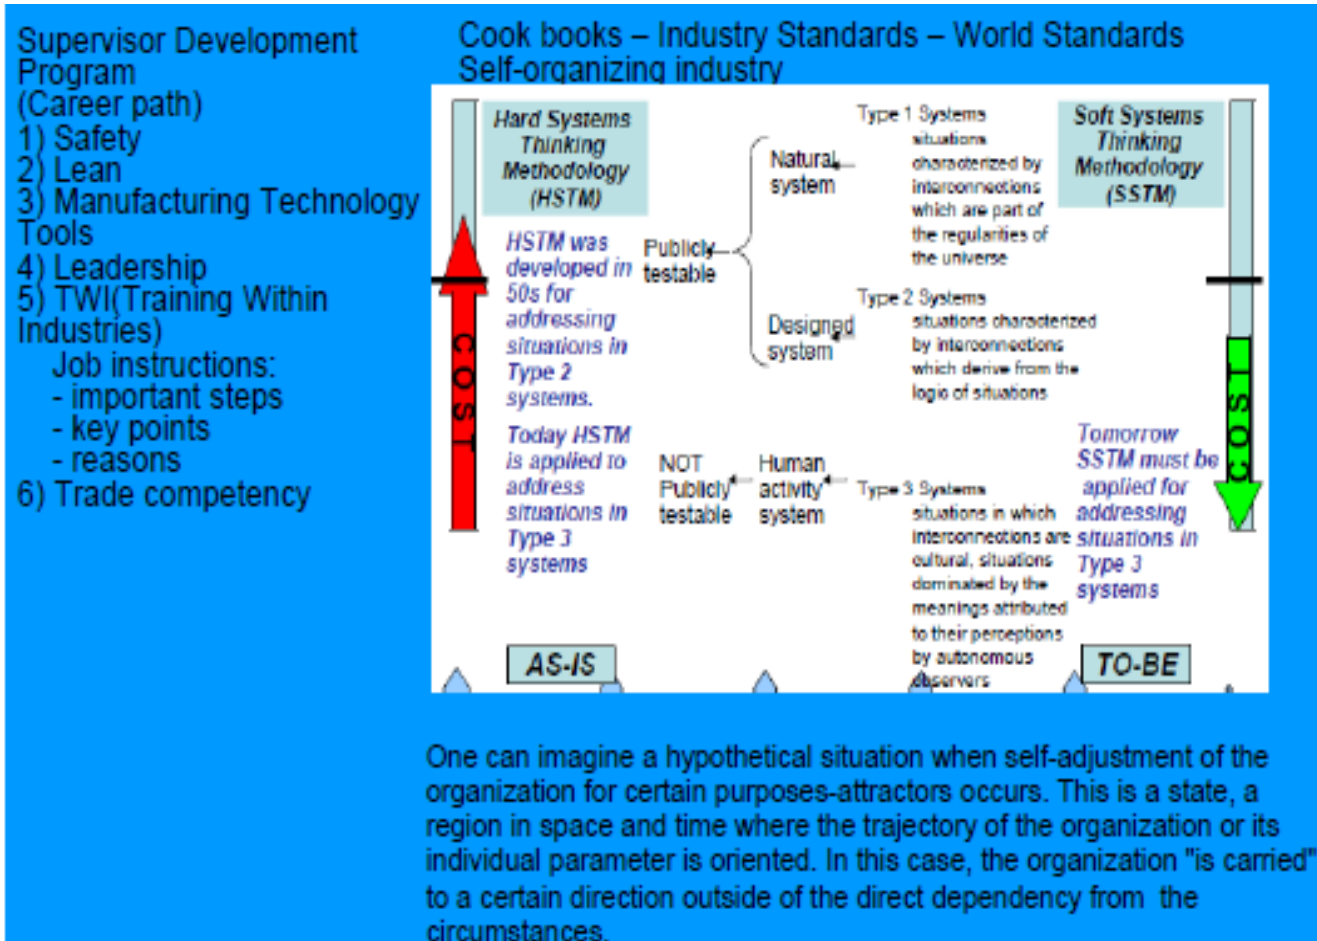 Supervisor Development
Program
(Career path)
1) Safety
2) Lean
3) Manufacturing Technology
Tools
4) Leadership
5) TWI(Training Within
Industries)
Job instructions:
- important steps
- key points
- reasons
6) Trade competency
Cook books – Industry Standards – World Standards
Self-organizing industry
COST
Hard Systems
Thinking
Methodology
(HSTM)
HSTM was
developed in
50s for
addressing
situations in
Type 2
systems.
Today HSTM
is applied to
address
situations in
Type 3
systems
AS-IS
Publicly
testable
Natural
system
Designed
system
NOT
Publicly
testable
Human
activity
system
Type 1 Systems
situations
characterized by
interconnections
which are part of
the regularities of
the universe
Type 2 Systems
situations characterized
by interconnections
which derive from the
logic of situations
Type 3 Systems
situations in which
interconnections are
cultural, situations
dominated by the
meanings attributed
to their perceptions
by autonomous
observers
Soft Systems
Thinking
Methodology
(SSTM)
Tomorrow
SSTM must be
applied for
addressing
situations in
Type 3
systems
TO-BE
COST
One can imagine a hypothetical situation when self-adjustment of the
organization for certain purposes-attractors occurs. This is a state, a
region in space and time where the trajectory of the organization or its
individual parameter is oriented. In this case, the organization "is carried"
to a certain direction outside of the direct dependency from the
circumstances.